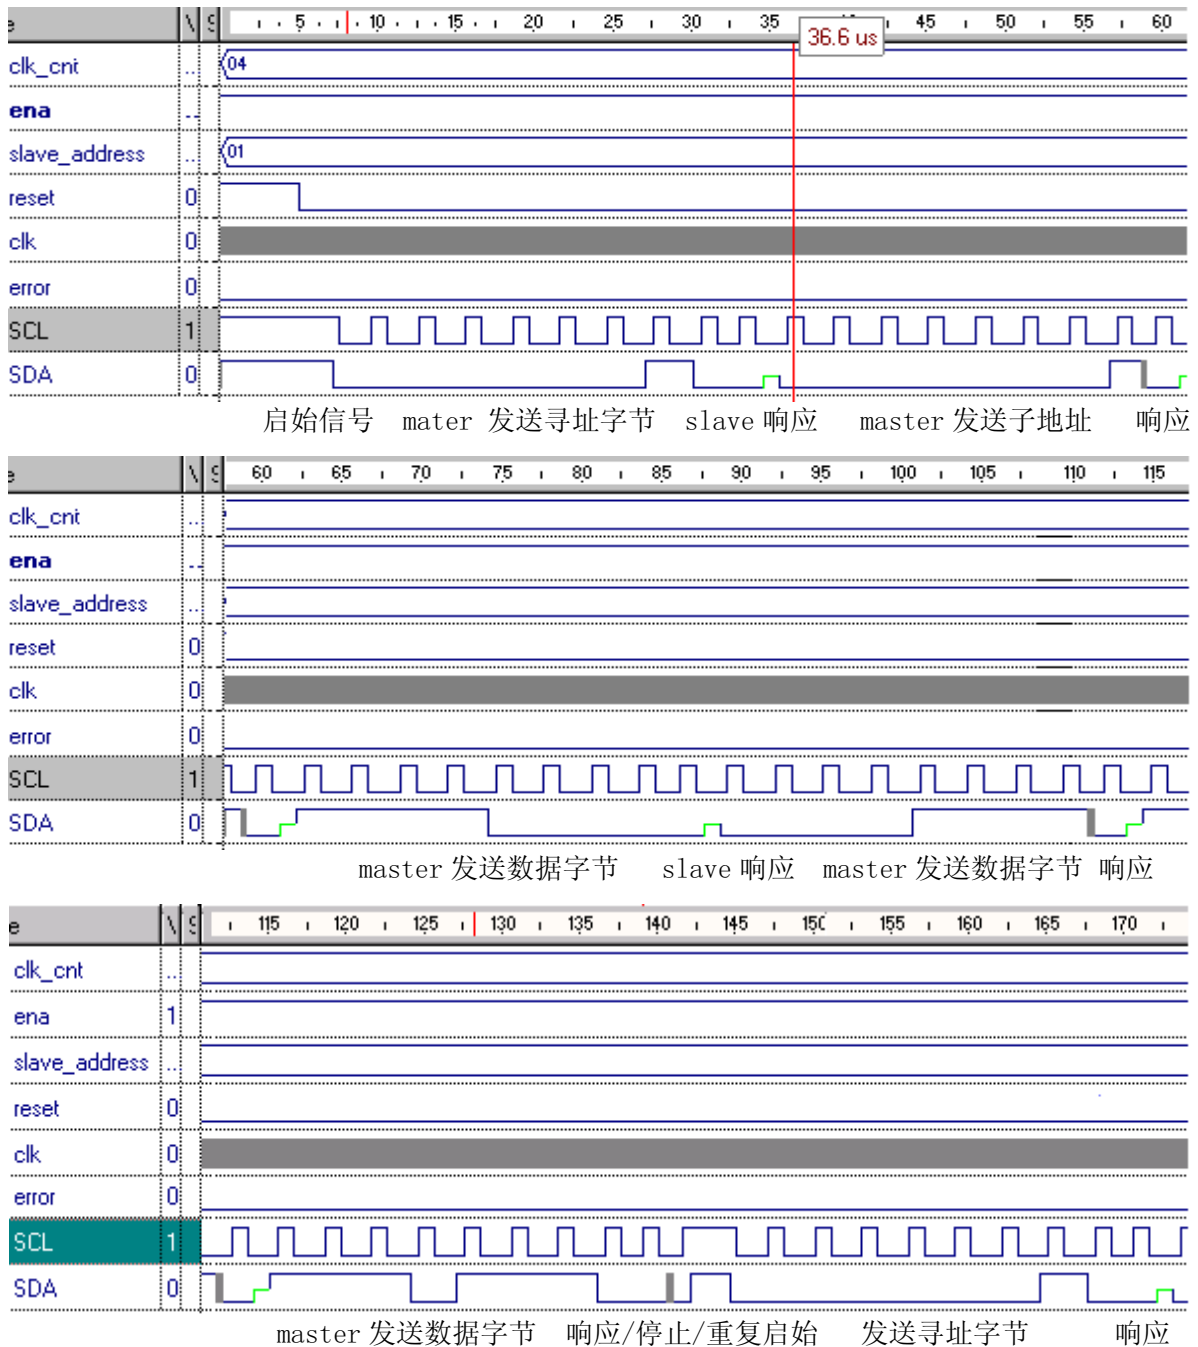 e V S 5 10 15 20 25 30 35 45 50 55 60
36.6 us
clk_cnt .. 04
ena ..
slave_address .. 01
reset 0
clk 0
error 0
SCL 1
SDA 0
启始信号 mater 发送寻址字节 slave 响应 master 发送子地址 响应
e V S 60 65 70 75 80 85 90 95 100 105 110 115
clk_cnt ..
ena ..
slave_address ..
reset 0
clk 0
error 0
SCL 1
SDA 0
master 发送数据字节 slave 响应 master 发送数据字节 响应
e V S 115 120 125 130 135 140 145 150 155 160 165 170
clk_cnt ..
ena 1
slave_address ..
reset 0
clk 0
error 0
SCL 1
SDA 0
master 发送数据字节 响应/停止/重复启始 发送寻址字节 响应